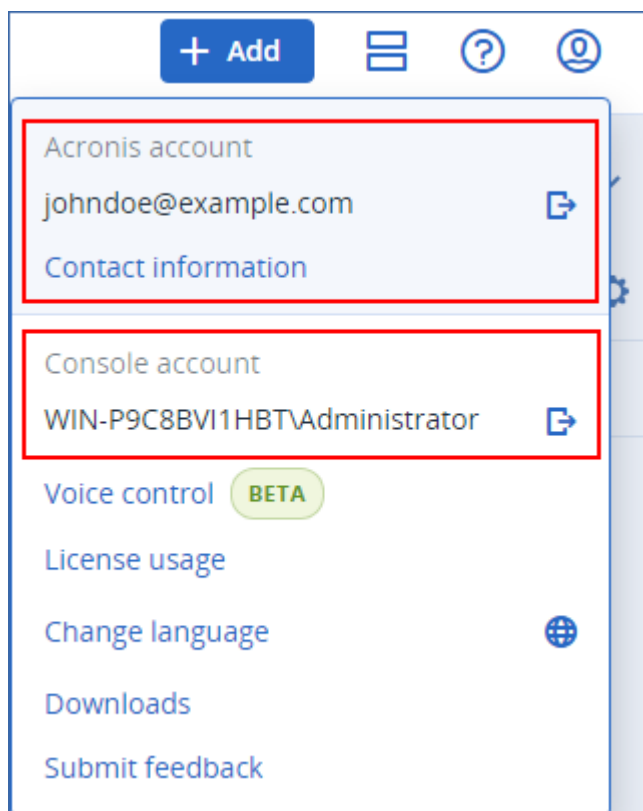 + Add
Acronis account
johndoe@example.com
Contact information
Console account
WIN-P9C8BVI1HBT\Administrator
Voice control BETA
License usage
Change language
Downloads
Submit feedback